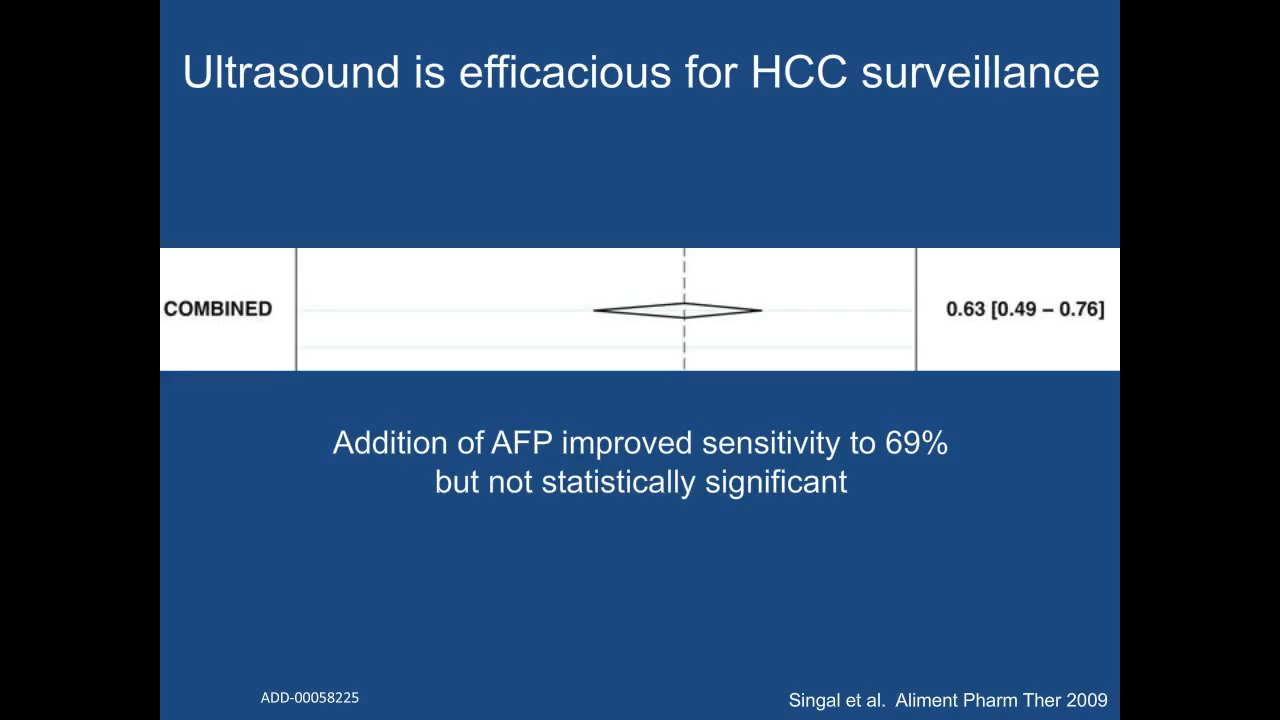 Ultrasound is efficacious for HCC surveillance
COMBINED
0.63 [0.49 – 0.76]
Addition of AFP improved sensitivity to 69%
but not statistically significant
ADD-00058225
Singal et al.  Aliment Pharm Ther 2009